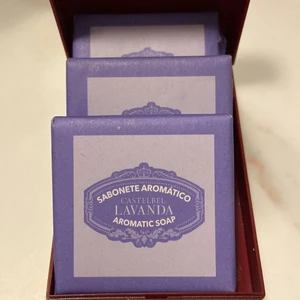 SABONETE AROMÁTICO
CASTELBEL
LAVANDA
AROMATIC SOAP